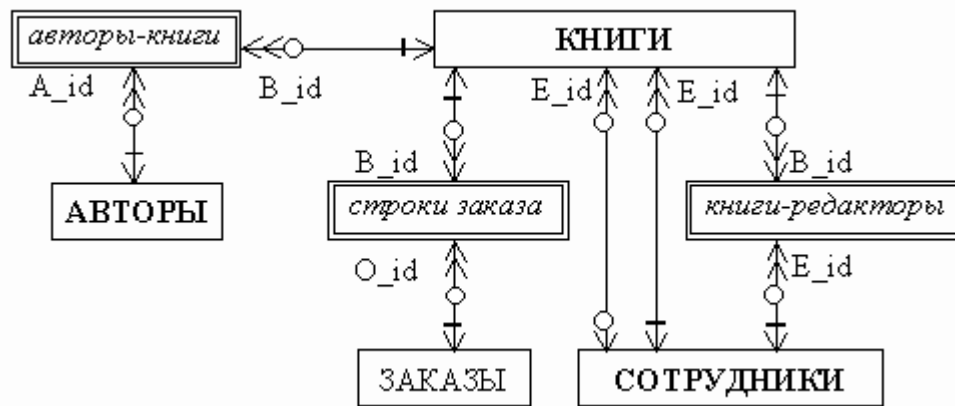 авторы-книги
КНИГИ
A_id
B_id
E_id
E_id
B_id
B_id
АВТОРЫ
строки заказа
книги-редакторы
O_id
E_id
ЗАКАЗЫ
СОТРУДНИКИ